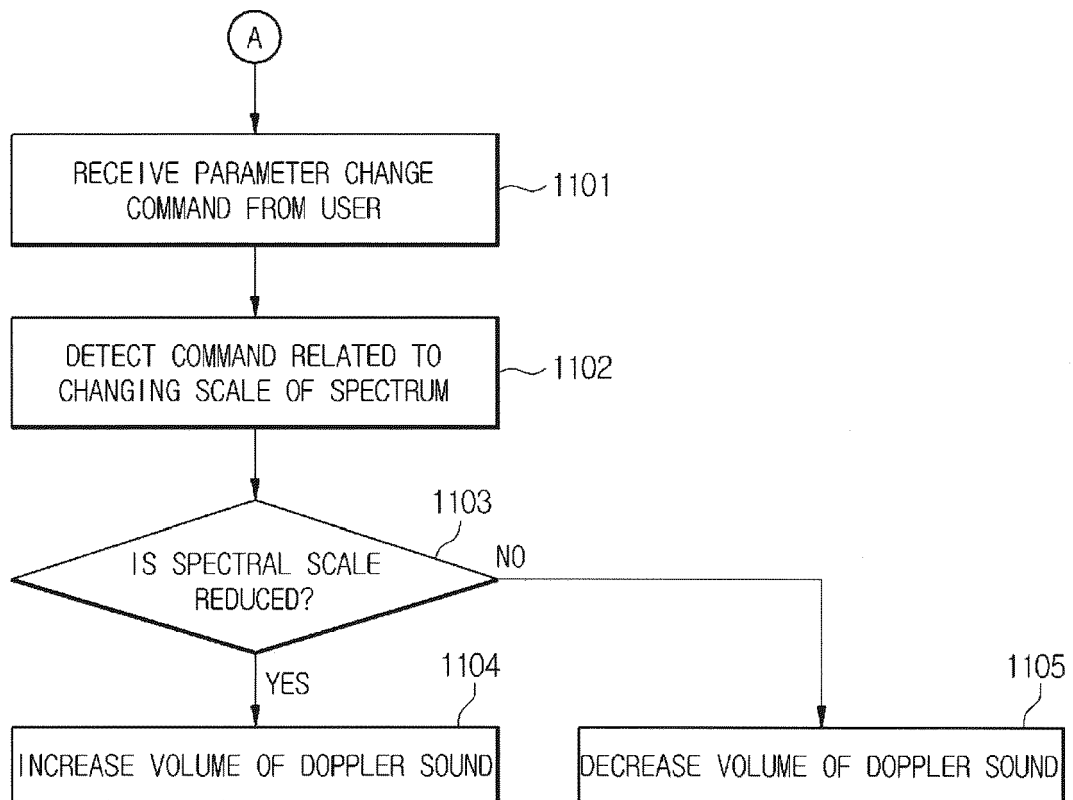 A
RECEIVE PARAMETER CHANGE
COMMAND FROM USER
1101
DETECT COMMAND RELATED TO
CHANGING SCALE OF SPECTRUM
1102
1103
IS SPECTRAL SCALE
REDUCED?
NO
YES
1104
1105
INCREASE VOLUME OF DOPPLER SOUND
DECREASE VOLUME OF DOPPLER SOUND